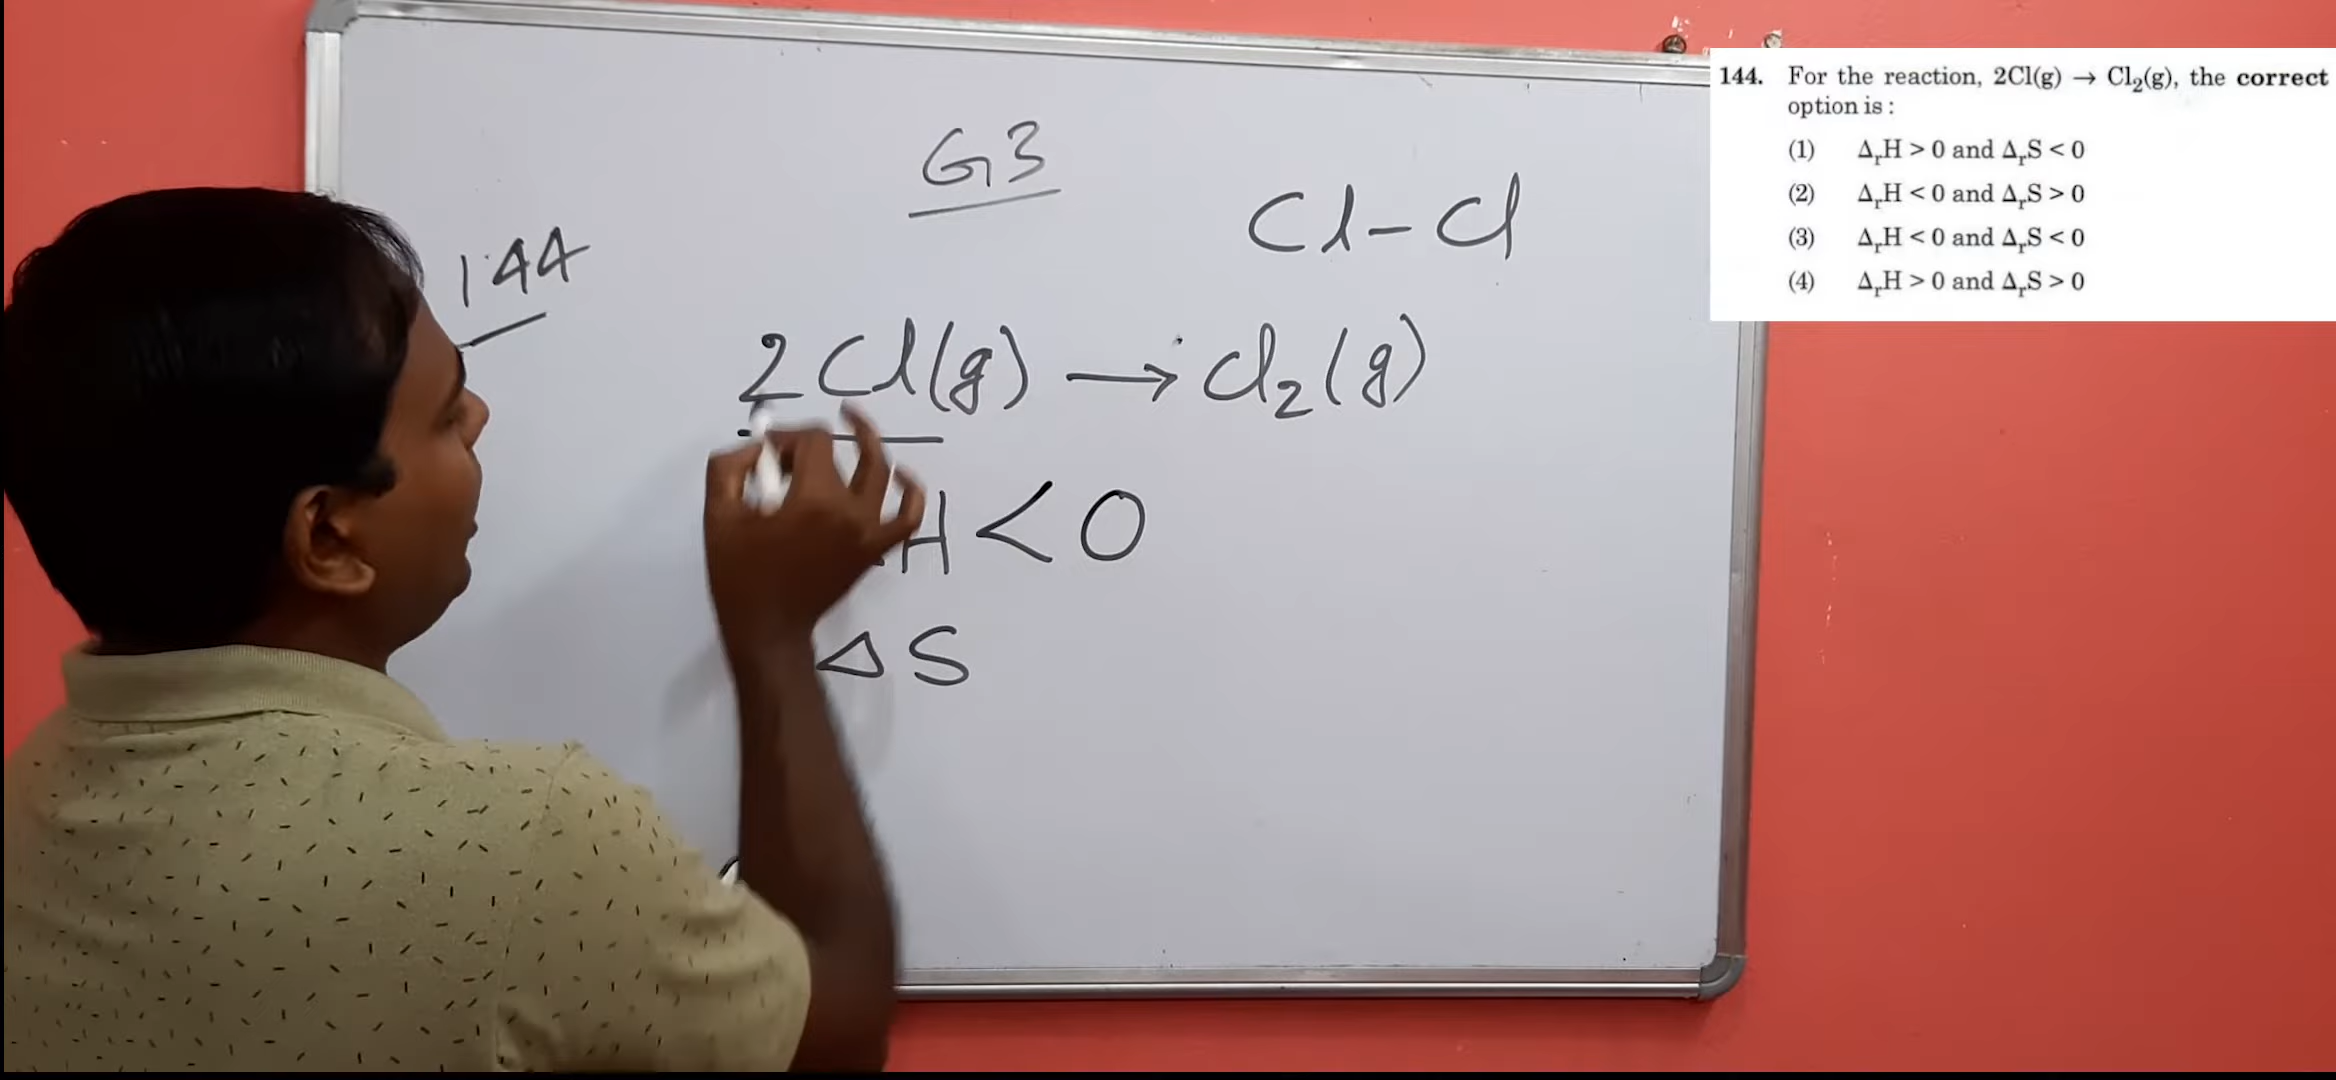 G3
144
Cl-Cl
2Cl(g) → Cl₂(g)
H < 0
ΔS
144. For the reaction, 2Cl(g) → Cl₂(g), the correct
option is :
(1) ΔᵣH > 0 and ΔᵣS < 0
(2) ΔᵣH < 0 and ΔᵣS > 0
(3) ΔᵣH < 0 and ΔᵣS < 0
(4) ΔᵣH > 0 and ΔᵣS > 0